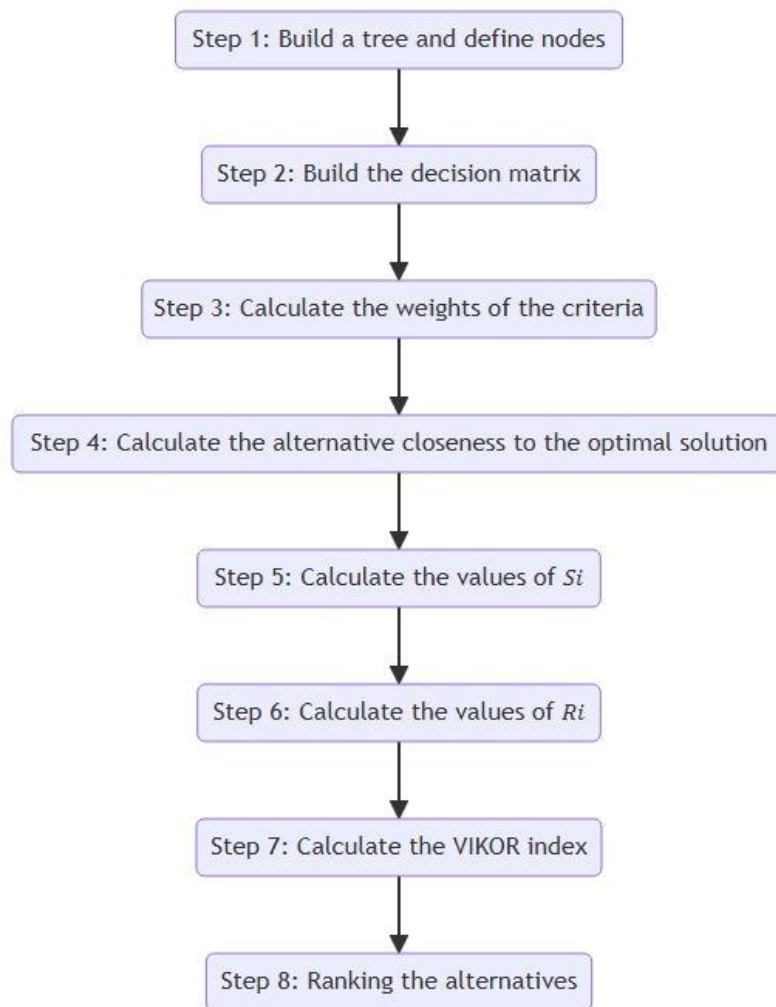 Step 1: Build a tree and define nodes
Step 2: Build the decision matrix
Step 3: Calculate the weights of the criteria
Step 4: Calculate the alternative closeness to the optimal solution
Step 5: Calculate the values of Si
Step 6: Calculate the values of Ri
Step 7: Calculate the VIKOR index
Step 8: Ranking the alternatives